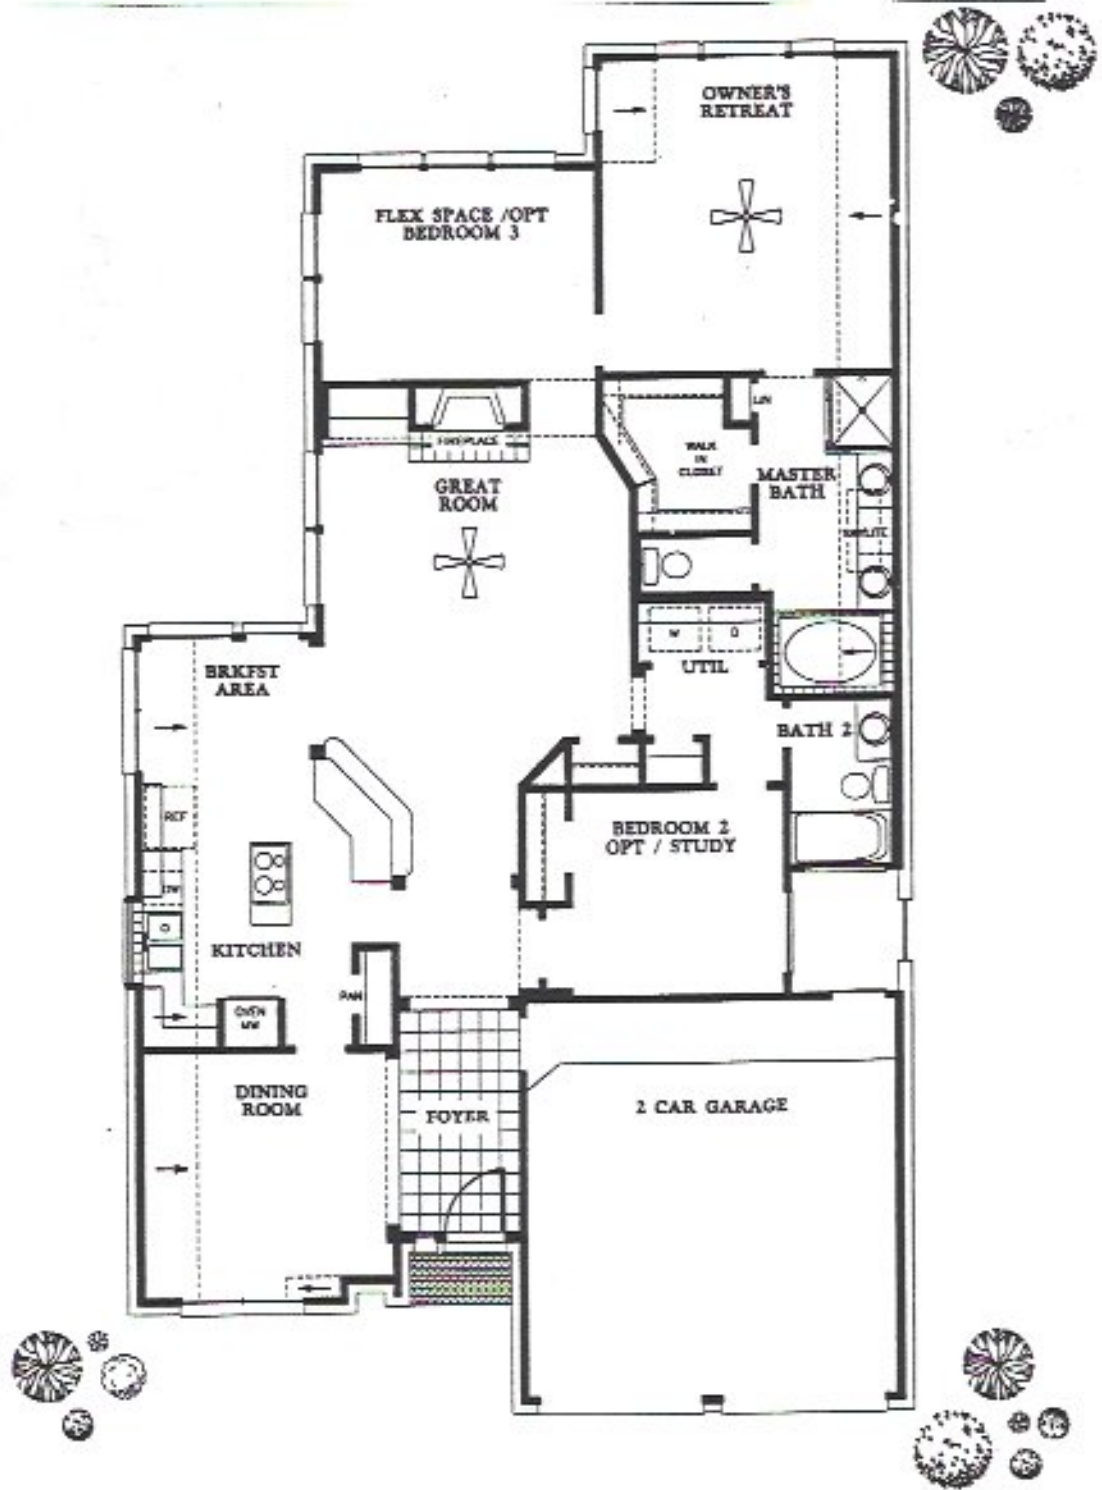 OWNER'S
RETREAT
FLEX SPACE /OPT
BEDROOM 3
LIN
FIREPLACE
WALK
IN
CLOSET
GREAT
ROOM
MASTER
BATH
W
D
UTIL
BRKFST
AREA
BATH 2
REF
BEDROOM 2
OPT / STUDY
DW
KITCHEN
PAN
OVEN
MW
DINING
ROOM
FOYER
2 CAR GARAGE